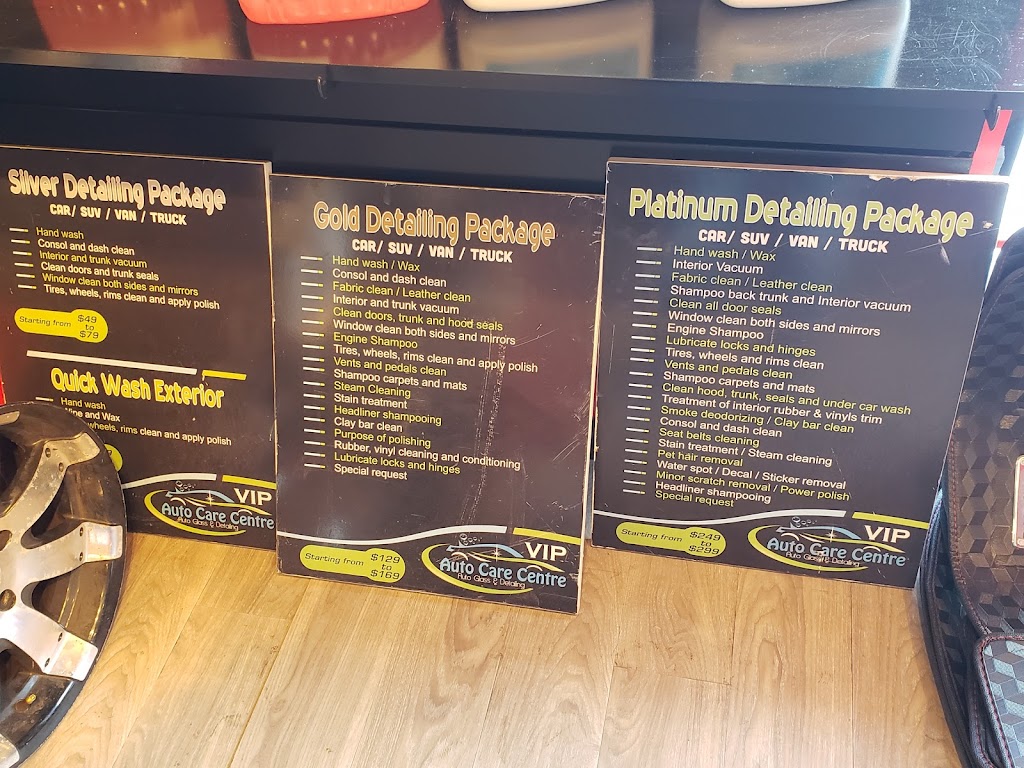 Silver Detailing Package
CAR/ SUV / VAN / TRUCK
Hand wash
Consol and dash clean
Interior and trunk vacuum
Clean doors and trunk seals
Window clean both sides and mirrors
Tires, wheels, rims clean and apply polish
Starting from $49
to
$79
Quick Wash Exterior
Hand wash
and Wax
wheels, rims clean and apply polish
VIP
Auto Care Centre
Auto Glass & Detailing
Gold Detailing Package
CAR/ SUV / VAN / TRUCK
Hand wash / Wax
Consol and dash clean
Fabric clean / Leather clean
Interior and trunk vacuum
Clean doors, trunk and hood seals
Window clean both sides and mirrors
Engine Shampoo
Tires, wheels, rims clean and apply polish
Vents and pedals clean
Shampoo carpets and mats
Steam Cleaning
Stain treatment
Headliner shampooing
Clay bar clean
Purpose of polishing
Rubber, vinyl cleaning and conditioning
Lubricate locks and hinges
Special request
Starting from $129
to
$169
VIP
Auto Care Centre
Auto Glass & Detailing
Platinum Detailing Package
CAR/ SUV / VAN / TRUCK
Hand wash / Wax
Interior Vacuum
Fabric clean / Leather clean
Shampoo back trunk and Interior vacuum
Clean all door seals
Window clean both sides and mirrors
Engine Shampoo
Lubricate locks and hinges
Tires, wheels and rims clean
Vents and pedals clean
Shampoo carpets and mats
Clean hood, trunk, seals and under car wash
Treatment of interior rubber & vinyls trim
Smoke deodorizing / Clay bar clean
Consol and dash clean
Seat belts cleaning
Stain treatment / Steam cleaning
Pet hair removal
Water spot / Decal / Sticker removal
Minor scratch removal / Power polish
Headliner shampooing
Special request
Starting from $249
to
$299
VIP
Auto Care Centre
Auto Glass & Detailing